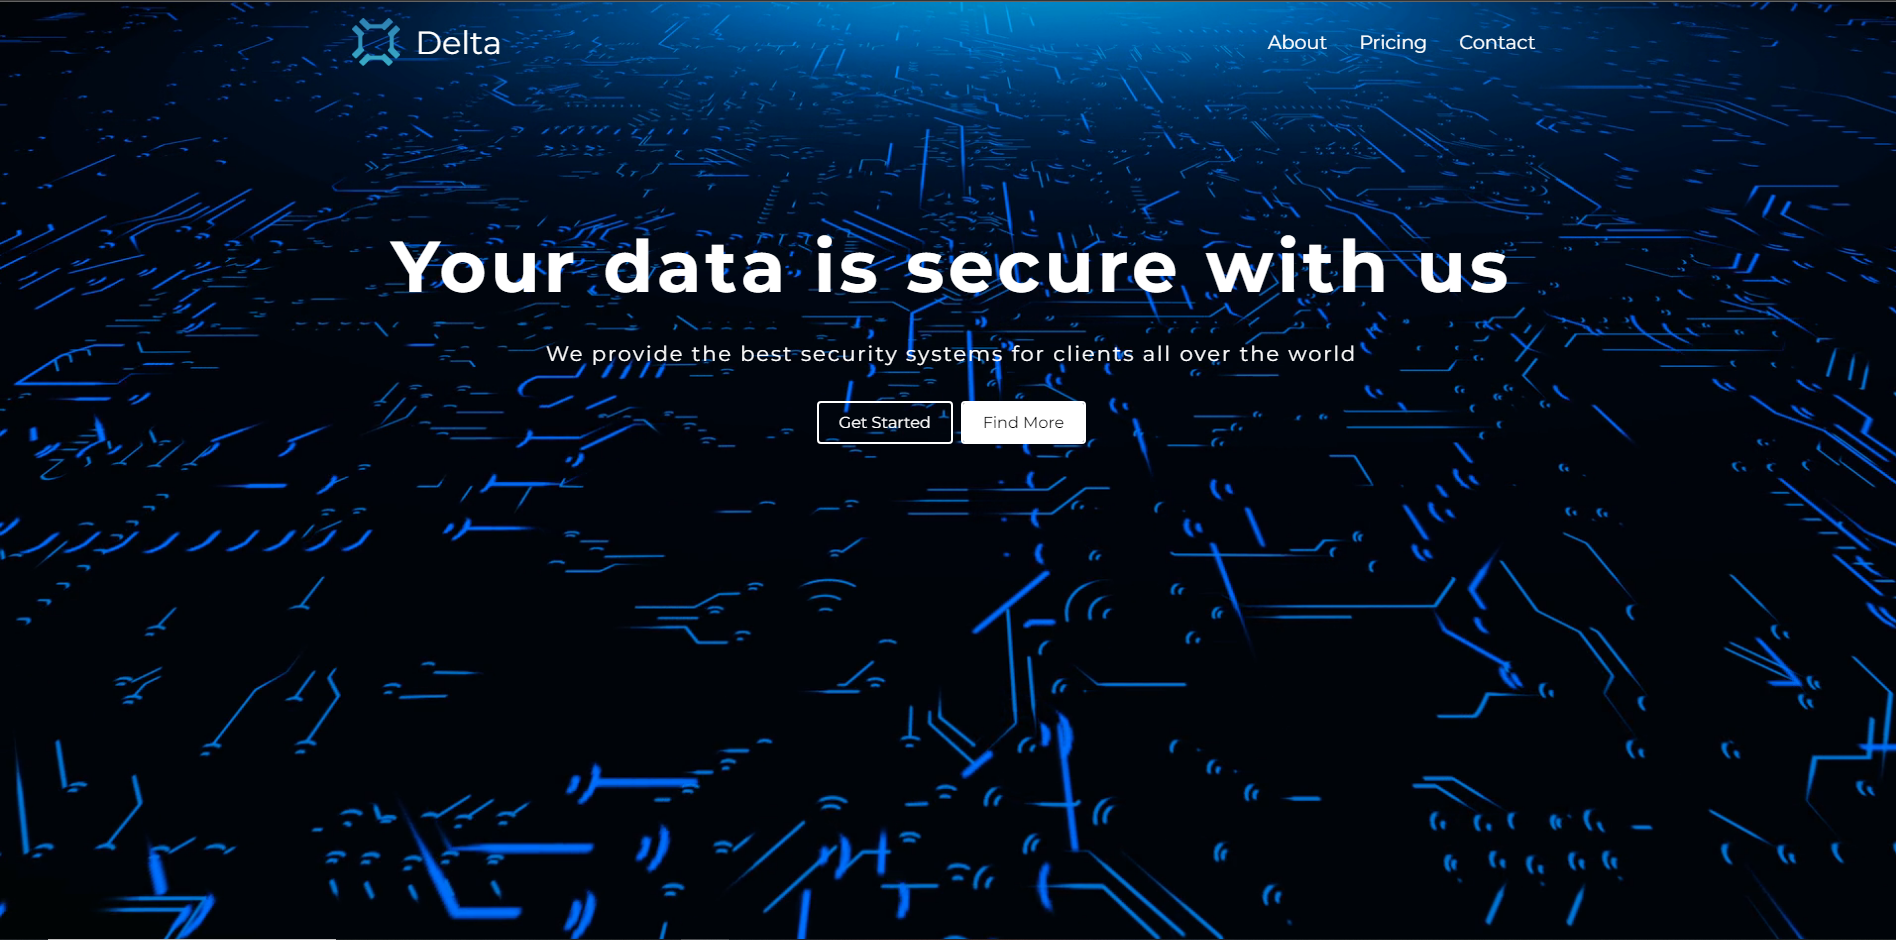 Delta
About Pricing Contact
Your data is secure with us
We provide the best security systems for clients all over the world
Get Started Find More